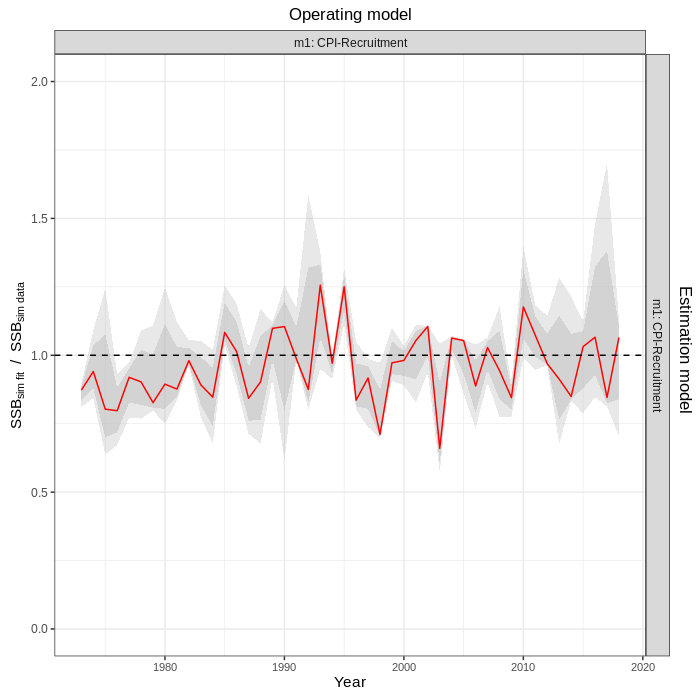 Operating model
m1: CPI-Recruitment
2.0
1.5
1.0
0.5
0.0
SSBsim fit / SSBsim data
m1: CPI-Recruitment
Estimation model
1980
1990
2000
2010
2020
Year